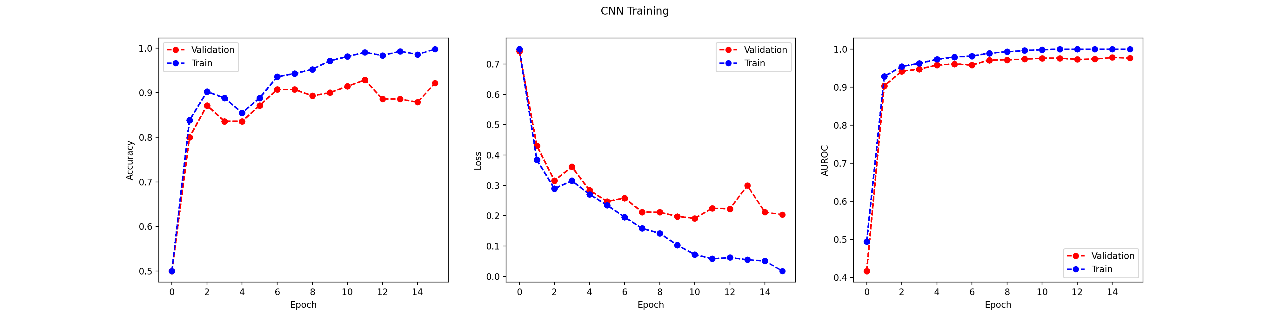 CNN Training
Accuracy
1.0
0.9
0.8
0.7
0.6
0.5
Validation
Train
0 2 4 6 8 10 12 14
Epoch
Loss
0.7
0.6
0.5
0.4
0.3
0.2
0.1
0.0
Validation
Train
0 2 4 6 8 10 12 14
Epoch
AUROC
1.0
0.9
0.8
0.7
0.6
0.5
0.4
Validation
Train
0 2 4 6 8 10 12 14
Epoch